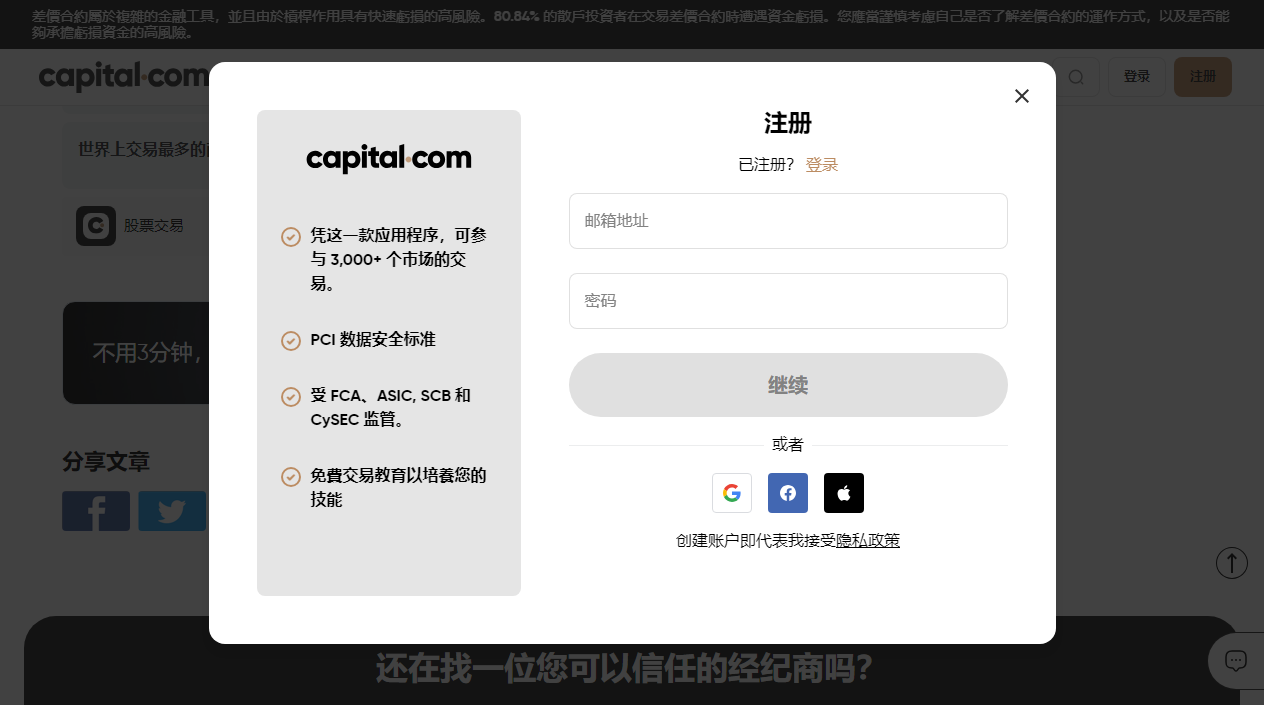 差價合約屬於複雜的金融工具，並且由於槓桿作用具有快速虧損的高風險。80.84% 的散戶投資者在交易差價合約時遭遇資金虧損。您應當謹慎考慮自己是否了解差價合約的運作方式，以及是否能
夠承擔虧損資金的高風險。
capital.com
登录
注册
世界上交易最多的
股票交易
不用3分钟，
分享文章
capital.com
凭这一款应用程序，可参
与 3,000+ 个市场的交
易。
PCI 数据安全标准
受 FCA、ASIC, SCB 和
CySEC 监管。
免費交易教育以培養您的
技能
注册
已注册？ 登录
邮箱地址
密码
继续
或者
创建账户即代表我接受隐私政策
还在找一位您可以信任的经纪商吗？